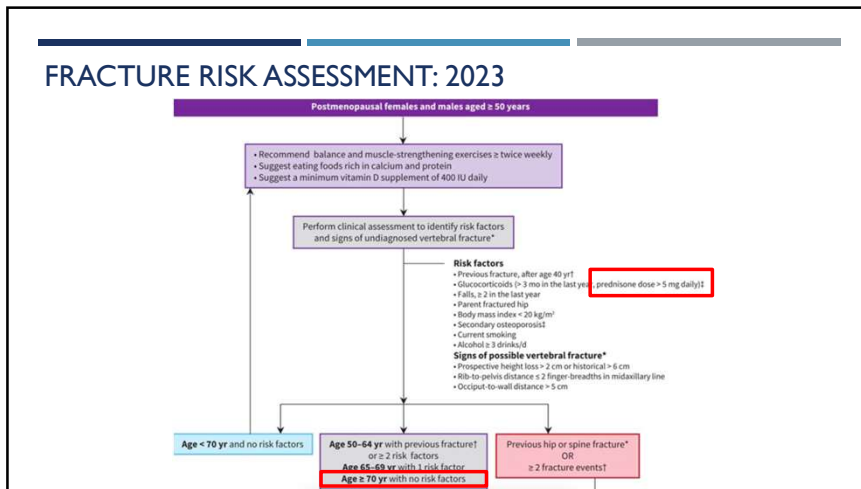 FRACTURE RISK ASSESSMENT: 2023
Postmenopausal females and males aged ≥ 50 years
• Recommend balance and muscle-strengthening exercises ≥ twice weekly
• Suggest eating foods rich in calcium and protein
• Suggest a minimum vitamin D supplement of 400 IU daily
Perform clinical assessment to identify risk factors
and signs of undiagnosed vertebral fracture*
Risk factors
• Previous fracture, after age 40 yr†
• Glucocorticoids (> 3 mo in the last year, prednisone dose > 5 mg daily)‡
• Falls, ≥ 2 in the last year
• Parent fractured hip
• Body mass index < 20 kg/m²
• Secondary osteoporosis‡
• Current smoking
• Alcohol ≥ 3 drinks/d
Signs of possible vertebral fracture*
• Prospective height loss > 2 cm or historical > 6 cm
• Rib-to-pelvis distance ≤ 2 finger-breadths in midaxillary line
• Occiput-to-wall distance > 5 cm
Age < 70 yr and no risk factors
Age 50–64 yr with previous fracture†
or ≥ 2 risk factors
Age 65–69 yr with 1 risk factor
Age ≥ 70 yr with no risk factors
Previous hip or spine fracture*
OR
≥ 2 fracture events†